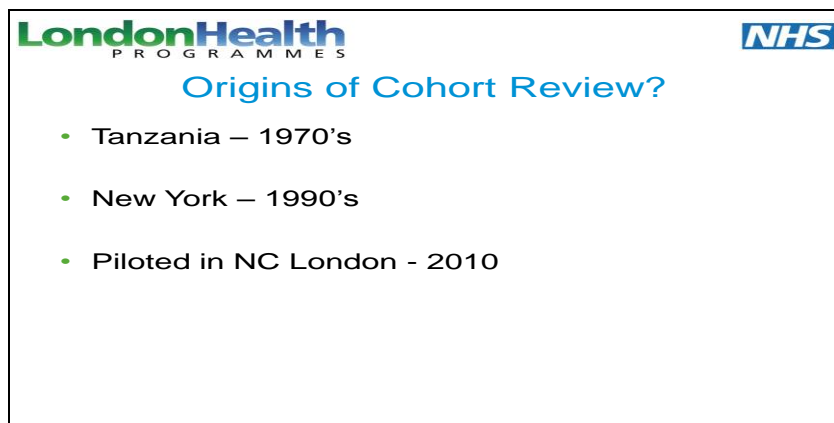 LondonHealth NHS
PROGRAMMES
Origins of Cohort Review?
• Tanzania – 1970's
• New York – 1990's
• Piloted in NC London - 2010